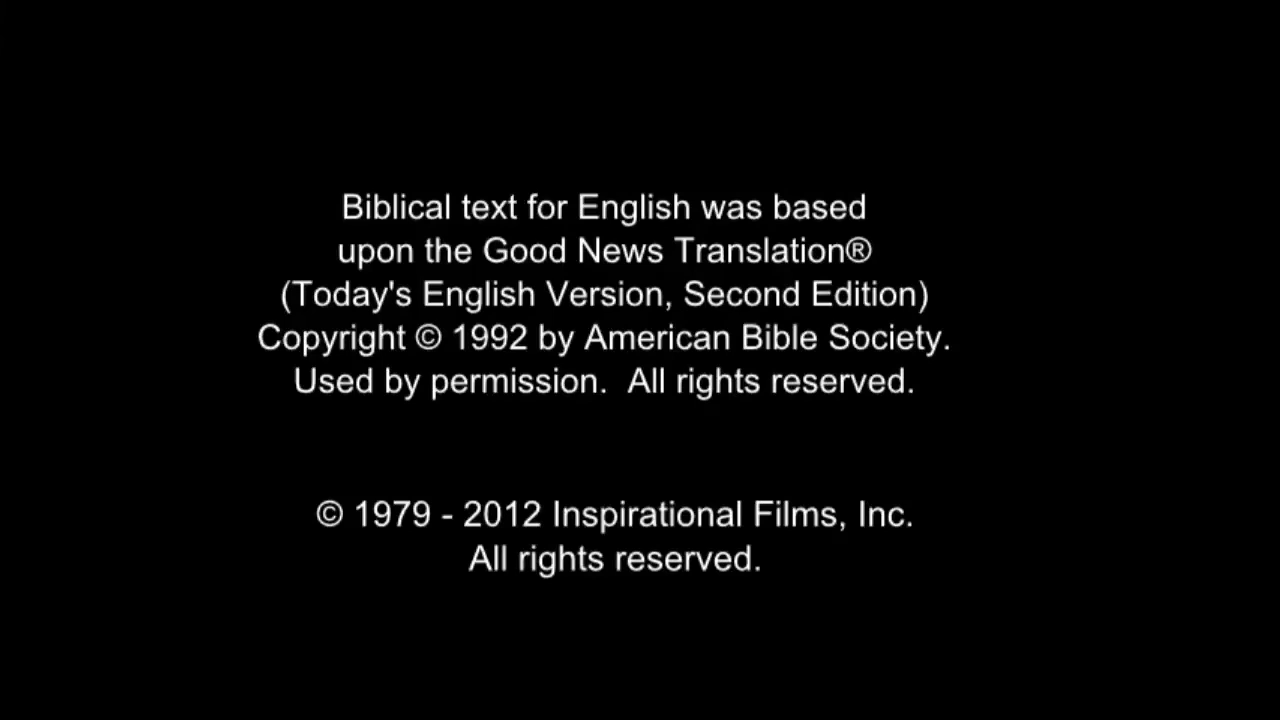 Biblical text for English was based
upon the Good News Translation®
(Today's English Version, Second Edition)
Copyright © 1992 by American Bible Society.
Used by permission.  All rights reserved.
© 1979 - 2012 Inspirational Films, Inc.
All rights reserved.